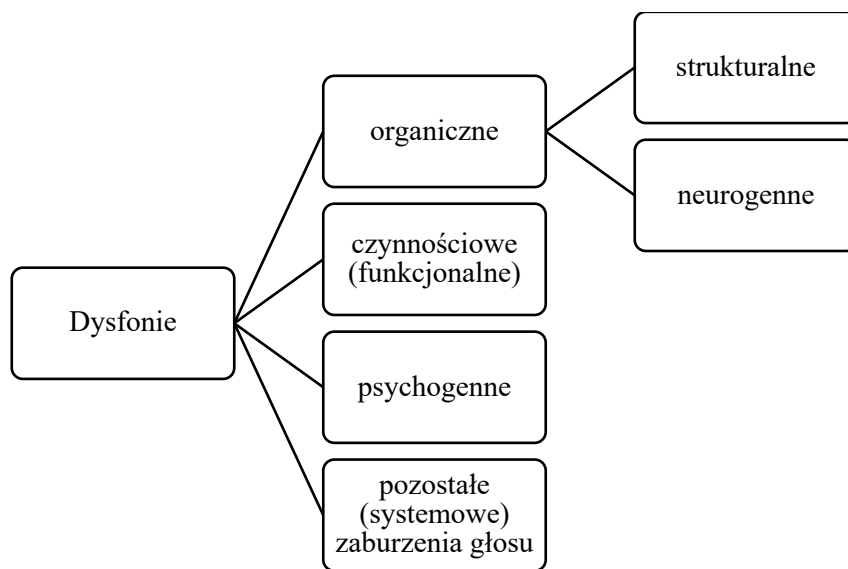 Dysfonie
organiczne
strukturalne
neurogenne
czynnościowe
(funkcjonalne)
psychogenne
pozostałe
(systemowe)
zaburzenia głosu